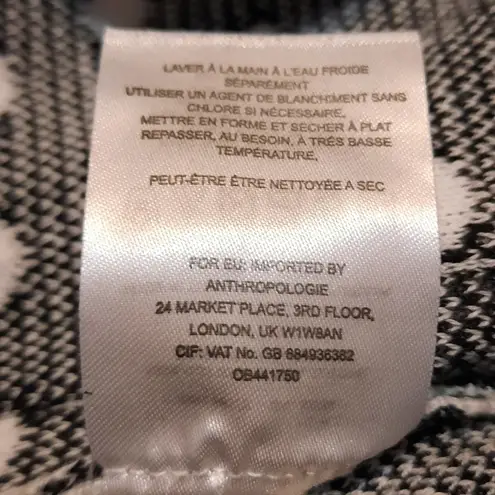 LAVER À LA MAIN À L'EAU FROIDE
SÉPARÉMENT
UTILISER UN AGENT DE BLANCHIMENT SANS
CHLORE SI NÉCESSAIRE.
METTRE EN FORME ET SÉCHER À PLAT
REPASSER, AU BESOIN, À TRÈS BASSE
TEMPÉRATURE.
PEUT-ÊTRE ÊTRE NETTOYÉE A SEC
FOR EU: IMPORTED BY
ANTHROPOLOGIE
24 MARKET PLACE, 3RD FLOOR,
LONDON, UK W1W8AN
CIF: VAT No. GB 684936382
OB441750